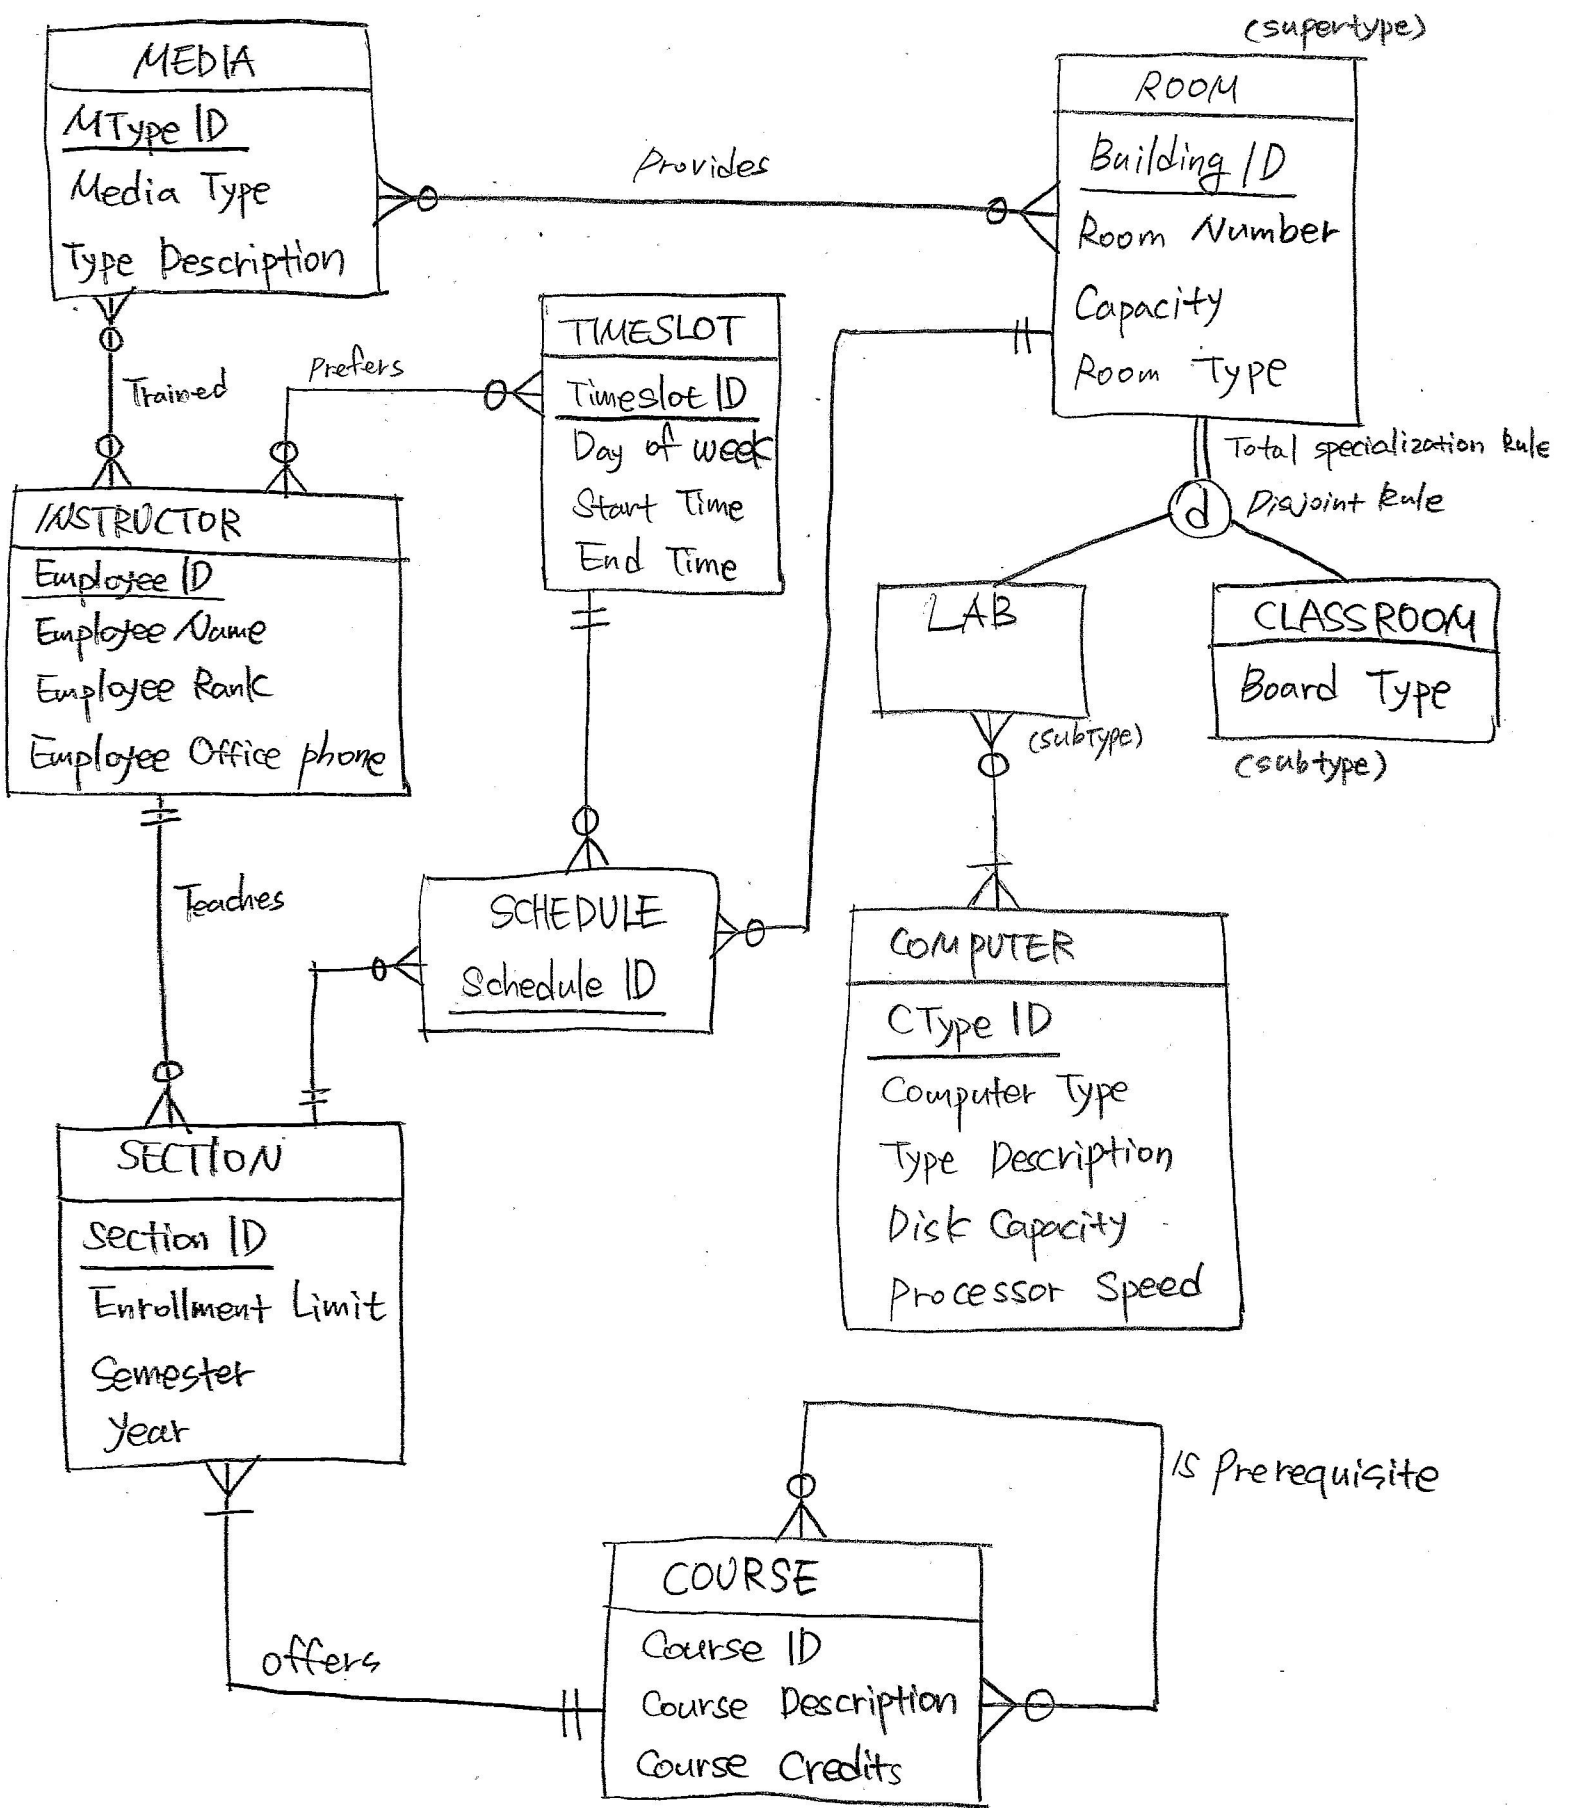 MEDIA
MType ID
Media Type
Type Description
Provides
(supertype)
ROOM
Building ID
Room Number
Capacity
Room Type
Total specialization Rule
d
Disjoint Rule
LAB
(subtype)
CLASSROOM
Board Type
(subtype)
Trained
Prefers
TIMESLOT
Timeslot ID
Day of week
Start Time
End Time
INSTRUCTOR
Employee ID
Employee Name
Employee Rank
Employee Office phone
Teaches
SCHEDULE
Schedule ID
COMPUTER
CType ID
Computer Type
Type Description
Disk Capacity
Processor Speed
SECTION
Section ID
Enrollment Limit
Semester
Year
offers
COURSE
Course ID
Course Description
Course Credits
Is Prerequisite